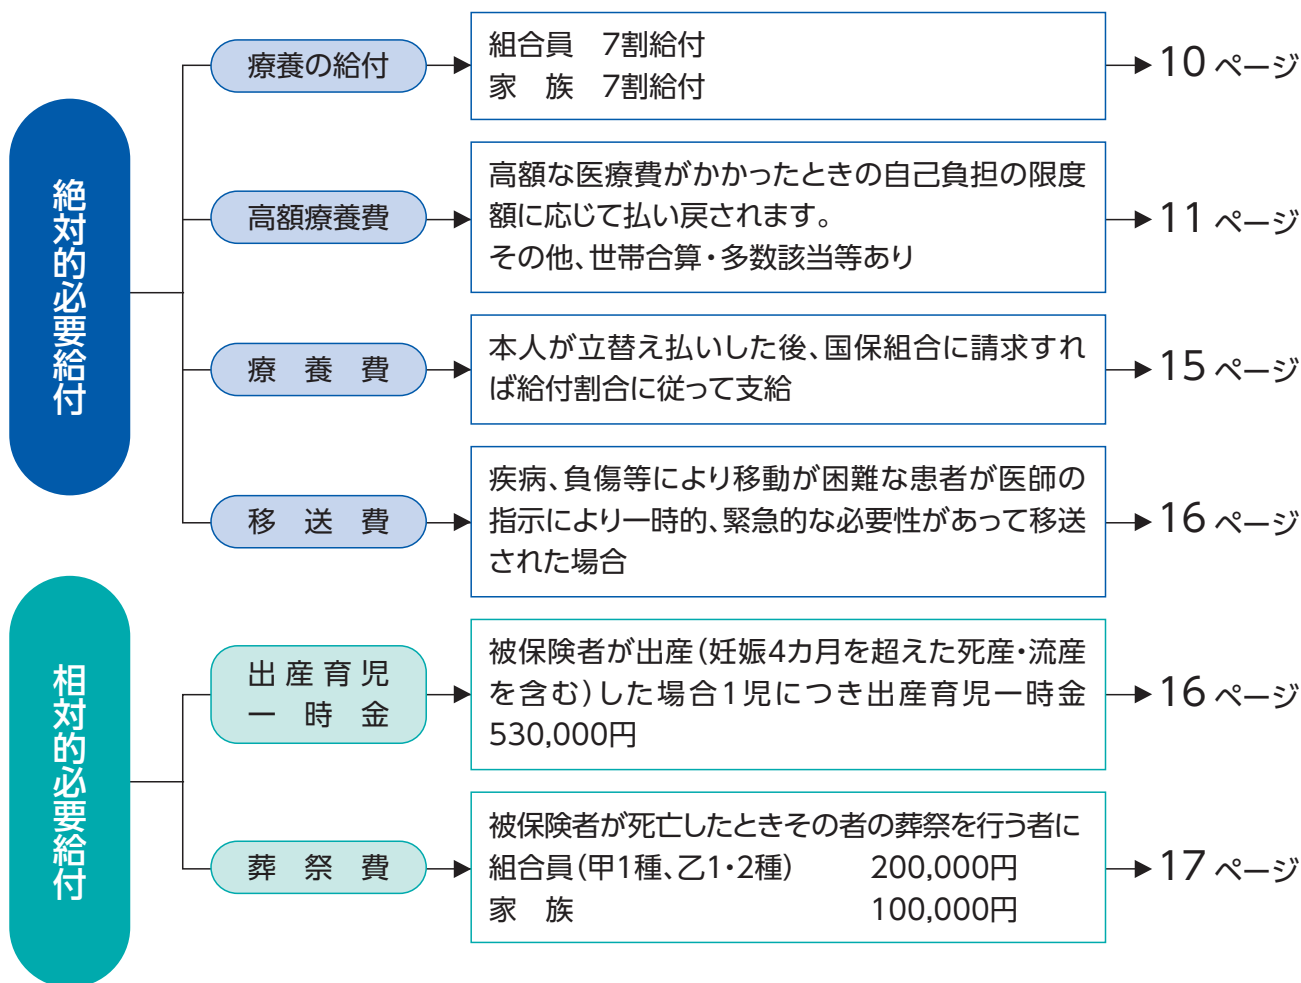 絶対的必要給付
療養の給付
組合員　7割給付
家　族　7割給付
10 ページ
高額療養費
高額な医療費がかかったときの自己負担の限度
額に応じて払い戻されます。
その他、世帯合算・多数該当等あり
11 ページ
療　養　費
本人が立替え払いした後、国保組合に請求すれ
ば給付割合に従って支給
15 ページ
移　送　費
疾病、負傷等により移動が困難な患者が医師の
指示により一時的、緊急的な必要性があって移送
された場合
16 ページ
相対的必要給付
出産育児
一　時　金
被保険者が出産（妊娠4カ月を超えた死産・流産
を含む）した場合1児につき出産育児一時金
530,000円
16 ページ
葬　祭　費
被保険者が死亡したときその者の葬祭を行う者に
組合員（甲1種、乙1・2種）　200,000円
家　族　100,000円
17 ページ